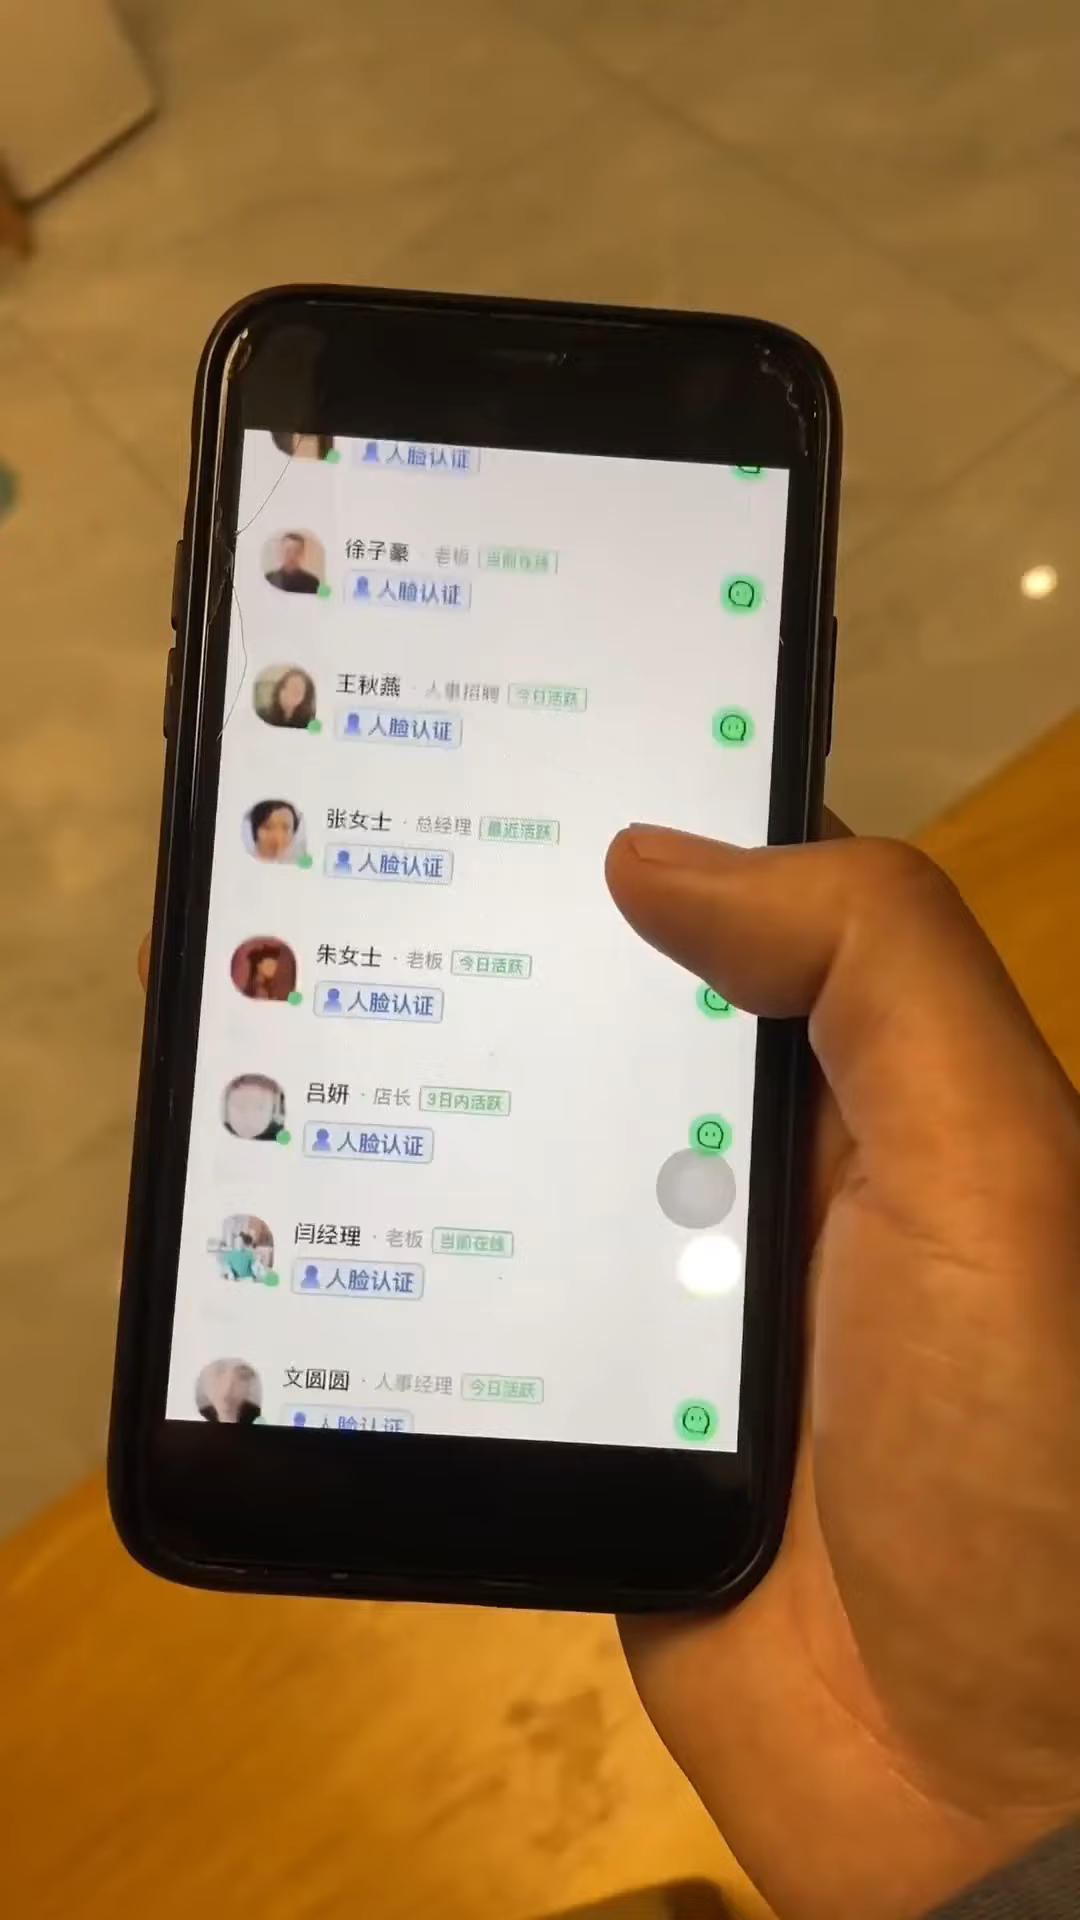 人脸认证
徐子豪 · 老板 当前在线
人脸认证
王秋燕 · 人事招聘 今日活跃
人脸认证
张女士 · 总经理 最近活跃
人脸认证
朱女士 · 老板 今日活跃
人脸认证
吕妍 · 店长 3日内活跃
人脸认证
闫经理 · 老板 当前在线
人脸认证
文圆圆 · 人事经理 今日活跃
人脸认证